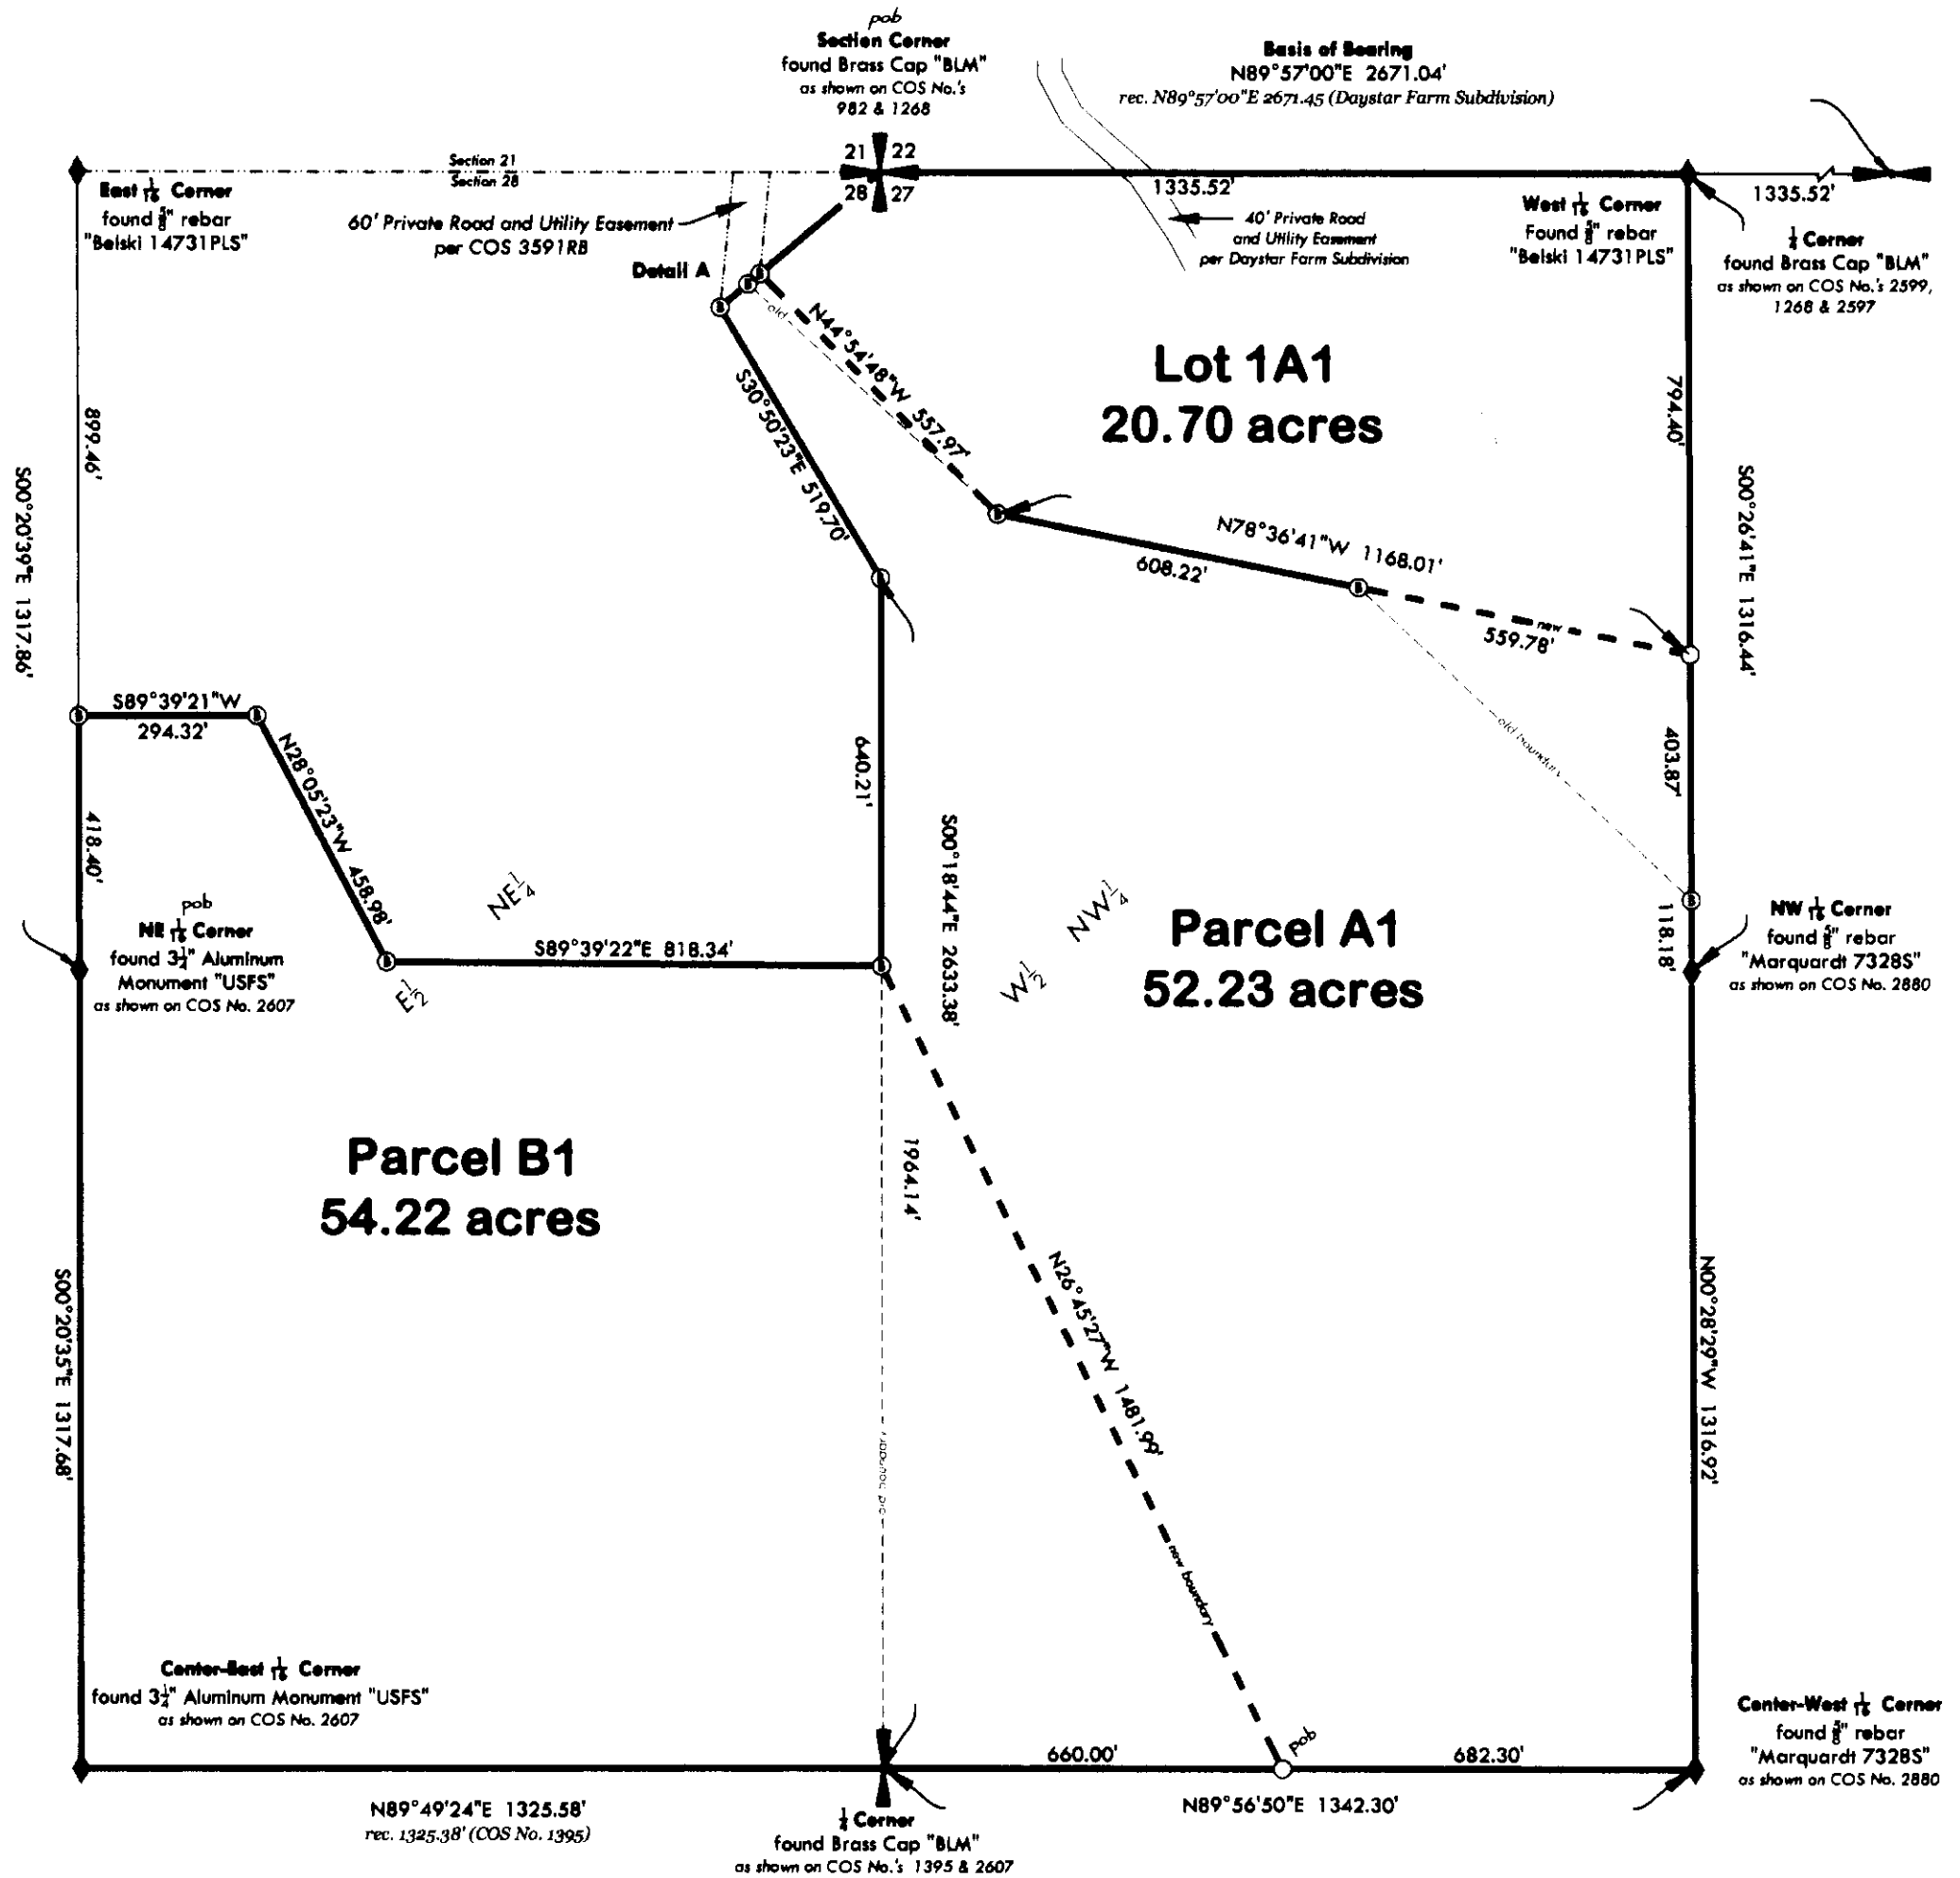 pob
Section Corner
found Brass Cap "BLM"
as shown on COS No.'s
982 & 1268
Basis of Bearing
N89°57'00"E 2671.04'
rec. N89°57'00"E 2671.45 (Daystar Farm Subdivision)
21 22
28 27
Section 21
Section 28
1335.52'
1335.52'
East 1/16 Corner
found 5/8" rebar
"Belski 14731PLS"
60' Private Road and Utility Easement
per COS 3591RB
Detail A
40' Private Road
and Utility Easement
per Daystar Farm Subdivision
West 1/16 Corner
Found 5/8" rebar
"Belski 14731PLS"
1/4 Corner
found Brass Cap "BLM"
as shown on COS No.'s 2599,
1268 & 2597
old
N44°54'48"W 557.97'
S30°50'23"E 519.70'
Lot 1A1
20.70 acres
899.46'
S00°20'39"E 1317.86'
794.40'
S00°26'41"E 1316.44'
N78°36'41"W 1168.01'
608.22'
new
559.78'
old boundary
403.87'
S89°39'21"W
294.32'
N28°05'23"W 458.98'
418.40'
640.21'
S00°18'44"E 2633.38'
NE1/4
NW1/4
pob
NE 1/16 Corner
found 3 1/4" Aluminum
Monument "USFS"
as shown on COS No. 2607
S89°39'22"E 818.34'
E1/2
W1/2
Parcel A1
52.23 acres
118.18'
NW 1/16 Corner
found 5/8" rebar
"Marquardt 7328S"
as shown on COS No. 2880
Parcel B1
54.22 acres
1964.14'
old boundary
N26°45'27"W 1481.99'
new boundary
S00°20'35"E 1317.68'
N00°28'29"W 1316.92'
Center-East 1/16 Corner
found 3 1/4" Aluminum Monument "USFS"
as shown on COS No. 2607
Center-West 1/16 Corner
found 5/8" rebar
"Marquardt 7328S"
as shown on COS No. 2880
660.00'
pob
682.30'
N89°49'24"E 1325.58'
rec. 1325.38' (COS No. 1395)
N89°56'50"E 1342.30'
1/4 Corner
found Brass Cap "BLM"
as shown on COS No.'s 1395 & 2607